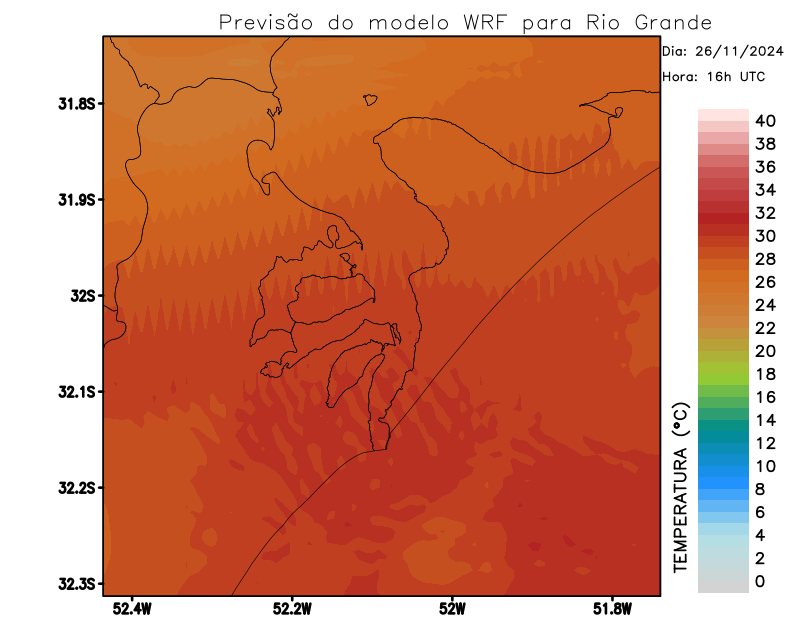 Previsão do modelo WRF para Rio Grande
Dia: 26/11/2024
Hora: 16h UTC
31.8S
31.9S
32S
32.1S
32.2S
32.3S
52.4W
52.2W
52W
51.8W
40
38
36
34
32
30
28
26
24
22
20
18
16
14
12
10
8
6
4
2
0
TEMPERATURA (°C)